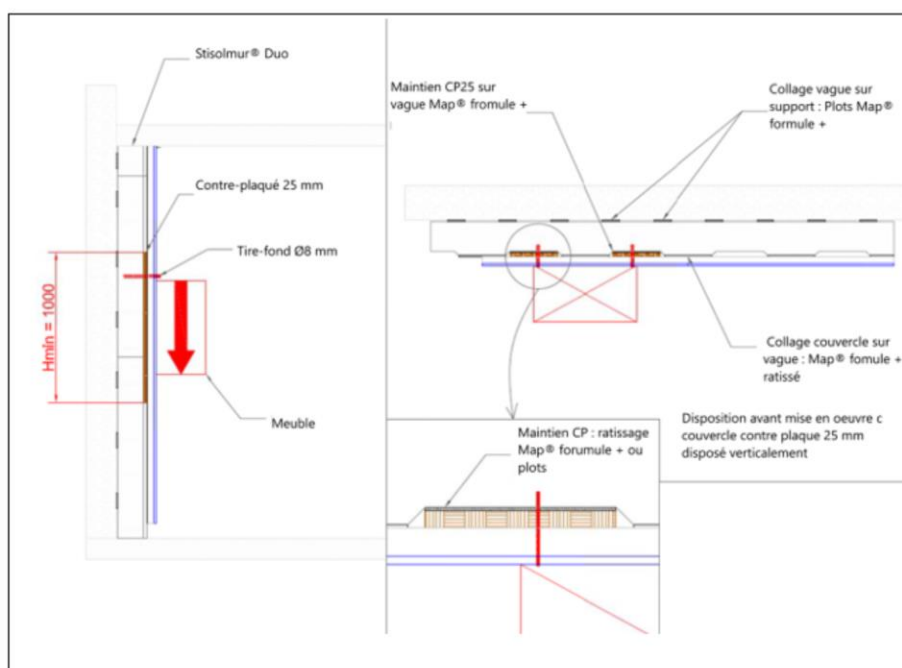 Stisolmur® Duo
Contre-plaqué 25 mm
Tire-fond Ø8 mm
Hmin = 1000
Meuble
Maintien CP25 sur
vague Map® fromule +
Collage vague sur
support : Plots Map®
formule +
Collage couvercle sur
vague : Map® fomule +
ratissé
Maintien CP : ratissage
Map® forumule + ou
plots
Disposition avant mise en oeuvre c
couvercle contre plaque 25 mm
disposé verticalement